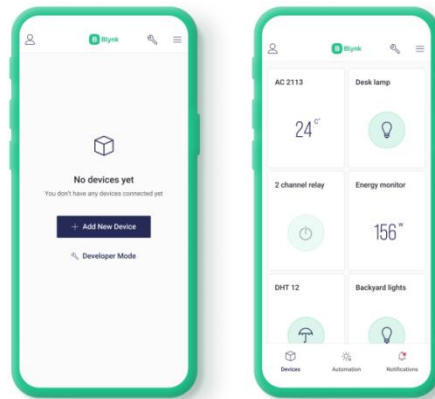 B Blynk
No devices yet
You don't have any devices connected yet
+ Add New Device
Developer Mode
B Blynk
AC 2113
Desk lamp
24 C°
2 channel relay
Energy monitor
156 W
DHT 12
Backyard lights
Devices
Automation
Notifications